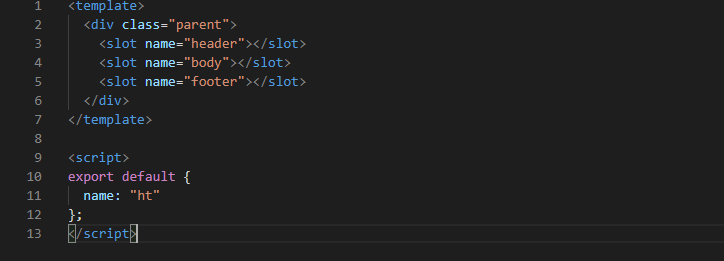 1 <template>
2   <div class="parent">
3     <slot name="header"></slot>
4     <slot name="body"></slot>
5     <slot name="footer"></slot>
6   </div>
7 </template>
8
9 <script>
10 export default {
11   name: "ht"
12 };
13 </script>